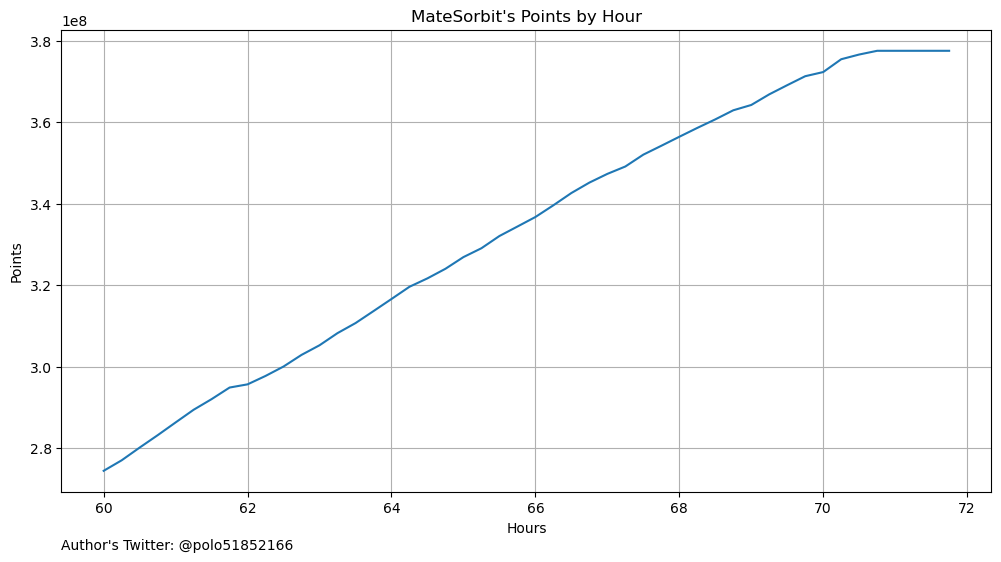 MateSorbit's Points by Hour
1e8
3.8
3.6
3.4
3.2
3.0
2.8
Points
60 62 64 66 68 70 72
Hours
Author's Twitter: @polo51852166